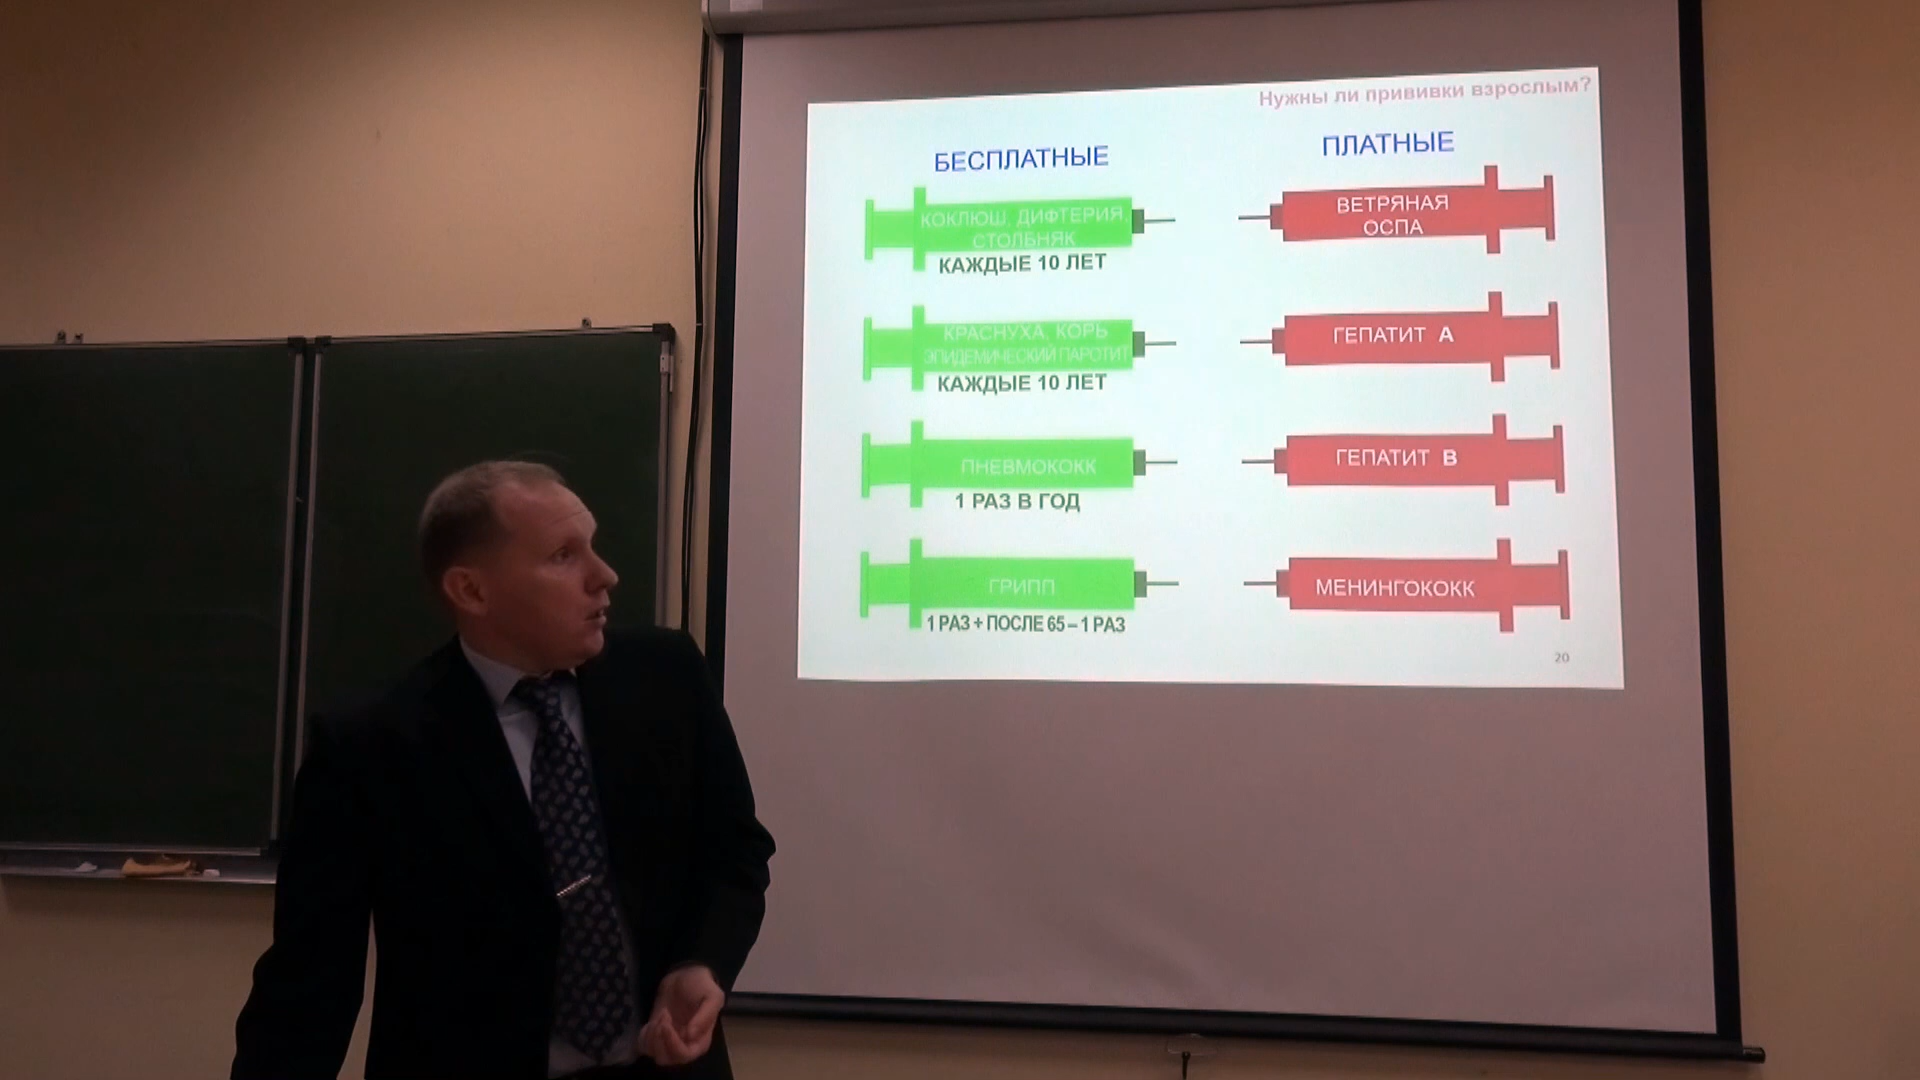 Нужны ли прививки взрослым?
БЕСПЛАТНЫЕ
КОКЛЮШ, ДИФТЕРИЯ
СТОЛБНЯК
КАЖДЫЕ 10 ЛЕТ
КРАСНУХА, КОРЬ
ЭПИДЕМИЧЕСКИЙ ПАРОТИТ
КАЖДЫЕ 10 ЛЕТ
ПНЕВМОКОКК
1 РАЗ В ГОД
ГРИПП
1 РАЗ + ПОСЛЕ 65 – 1 РАЗ
ПЛАТНЫЕ
ВЕТРЯНАЯ
ОСПА
ГЕПАТИТ A
ГЕПАТИТ B
МЕНИНГОКОКК
20